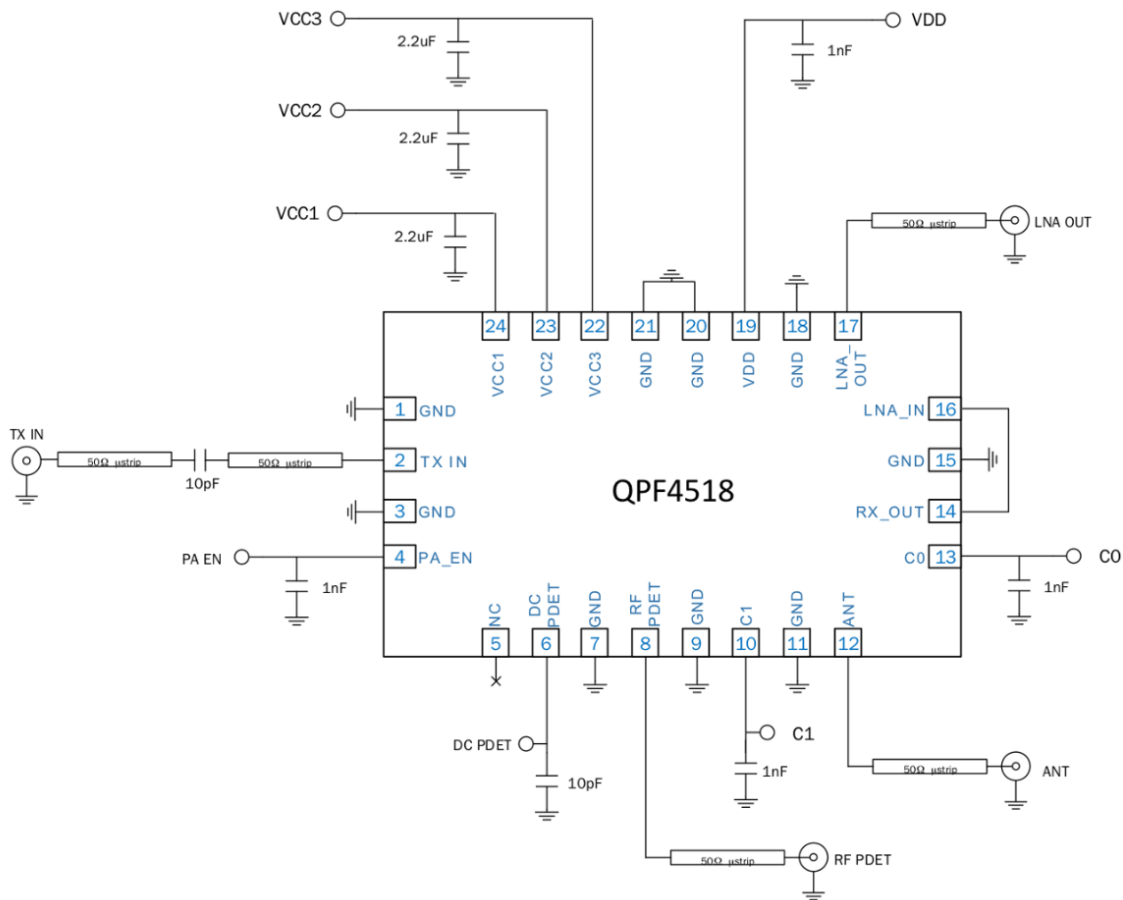 VCC3
2.2uF
VDD
1nF
VCC2
2.2uF
VCC1
2.2uF
50Ω µstrip
LNA OUT
24
23
22
21
20
19
18
17
VCC1
VCC2
VCC3
GND
GND
VDD
GND
LNA_
OUT
1
GND
LNA_IN
16
TX IN
50Ω µstrip
10pF
50Ω µstrip
2
TX IN
GND
15
QPF4518
3
GND
RX_OUT
14
PA EN
1nF
4
PA_EN
C0
13
C0
1nF
NC
DC
PDET
GND
RF
PDET
GND
C1
GND
ANT
5
6
7
8
9
10
11
12
DC PDET
10pF
C1
1nF
50Ω µstrip
ANT
50Ω µstrip
RF PDET